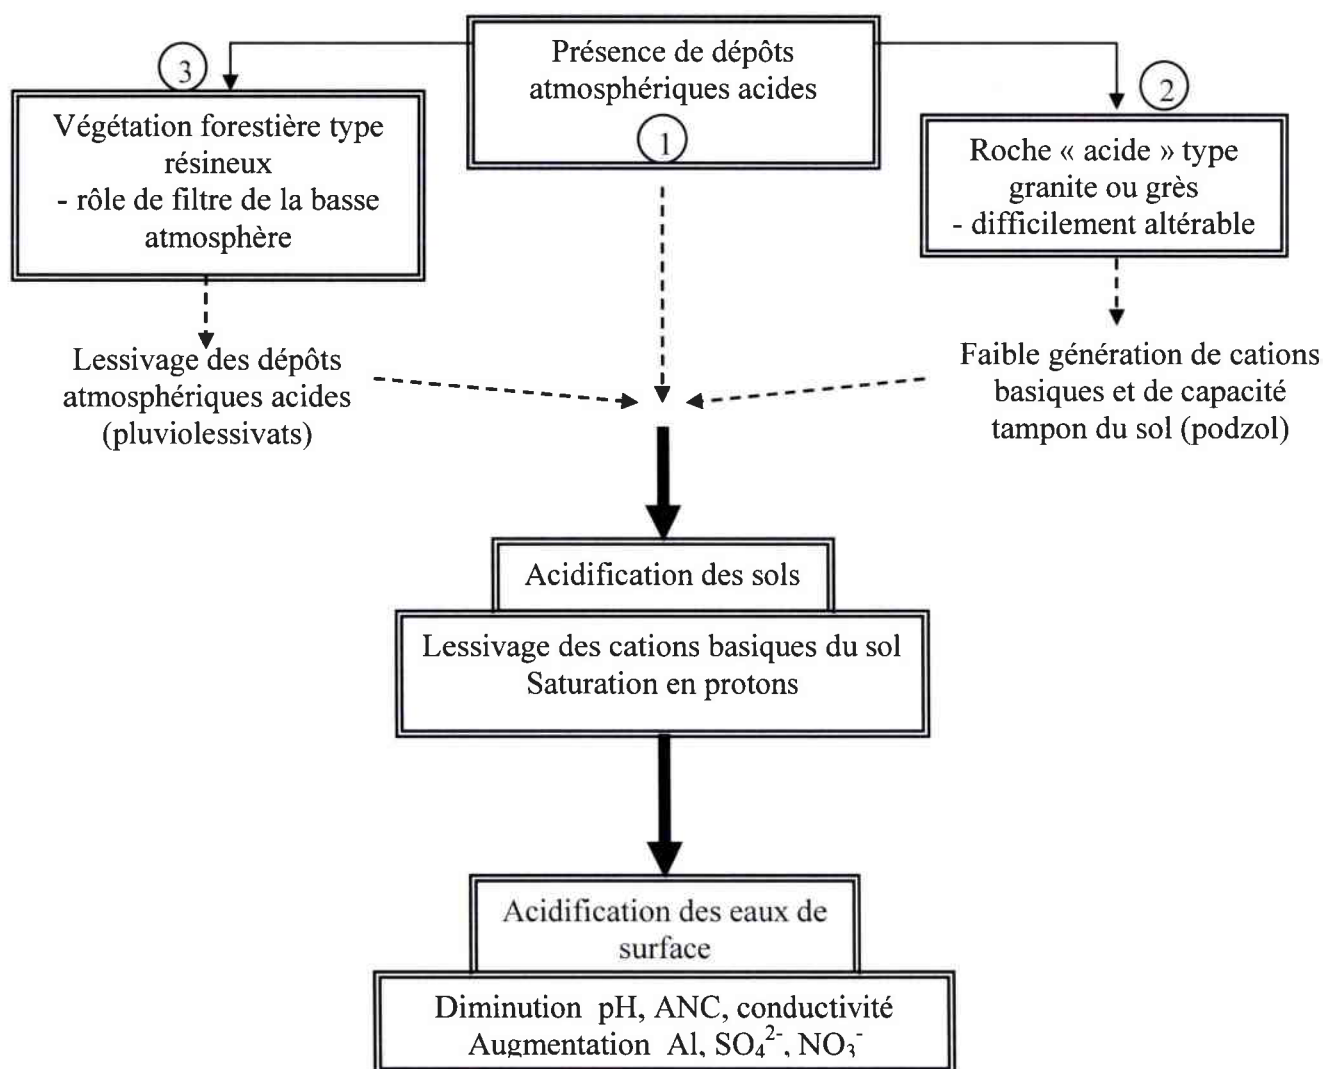 Présence de dépôts
atmosphériques acides
1
3
Végétation forestière type
résineux
- rôle de filtre de la basse
atmosphère
2
Roche « acide » type
granite ou grès
- difficilement altérable
Lessivage des dépôts
atmosphériques acides
(pluviolessivats)
Faible génération de cations
basiques et de capacité
tampon du sol (podzol)
Acidification des sols
Lessivage des cations basiques du sol
Saturation en protons
Acidification des eaux de
surface
Diminution pH, ANC, conductivité
Augmentation Al, SO₄²⁻, NO₃⁻